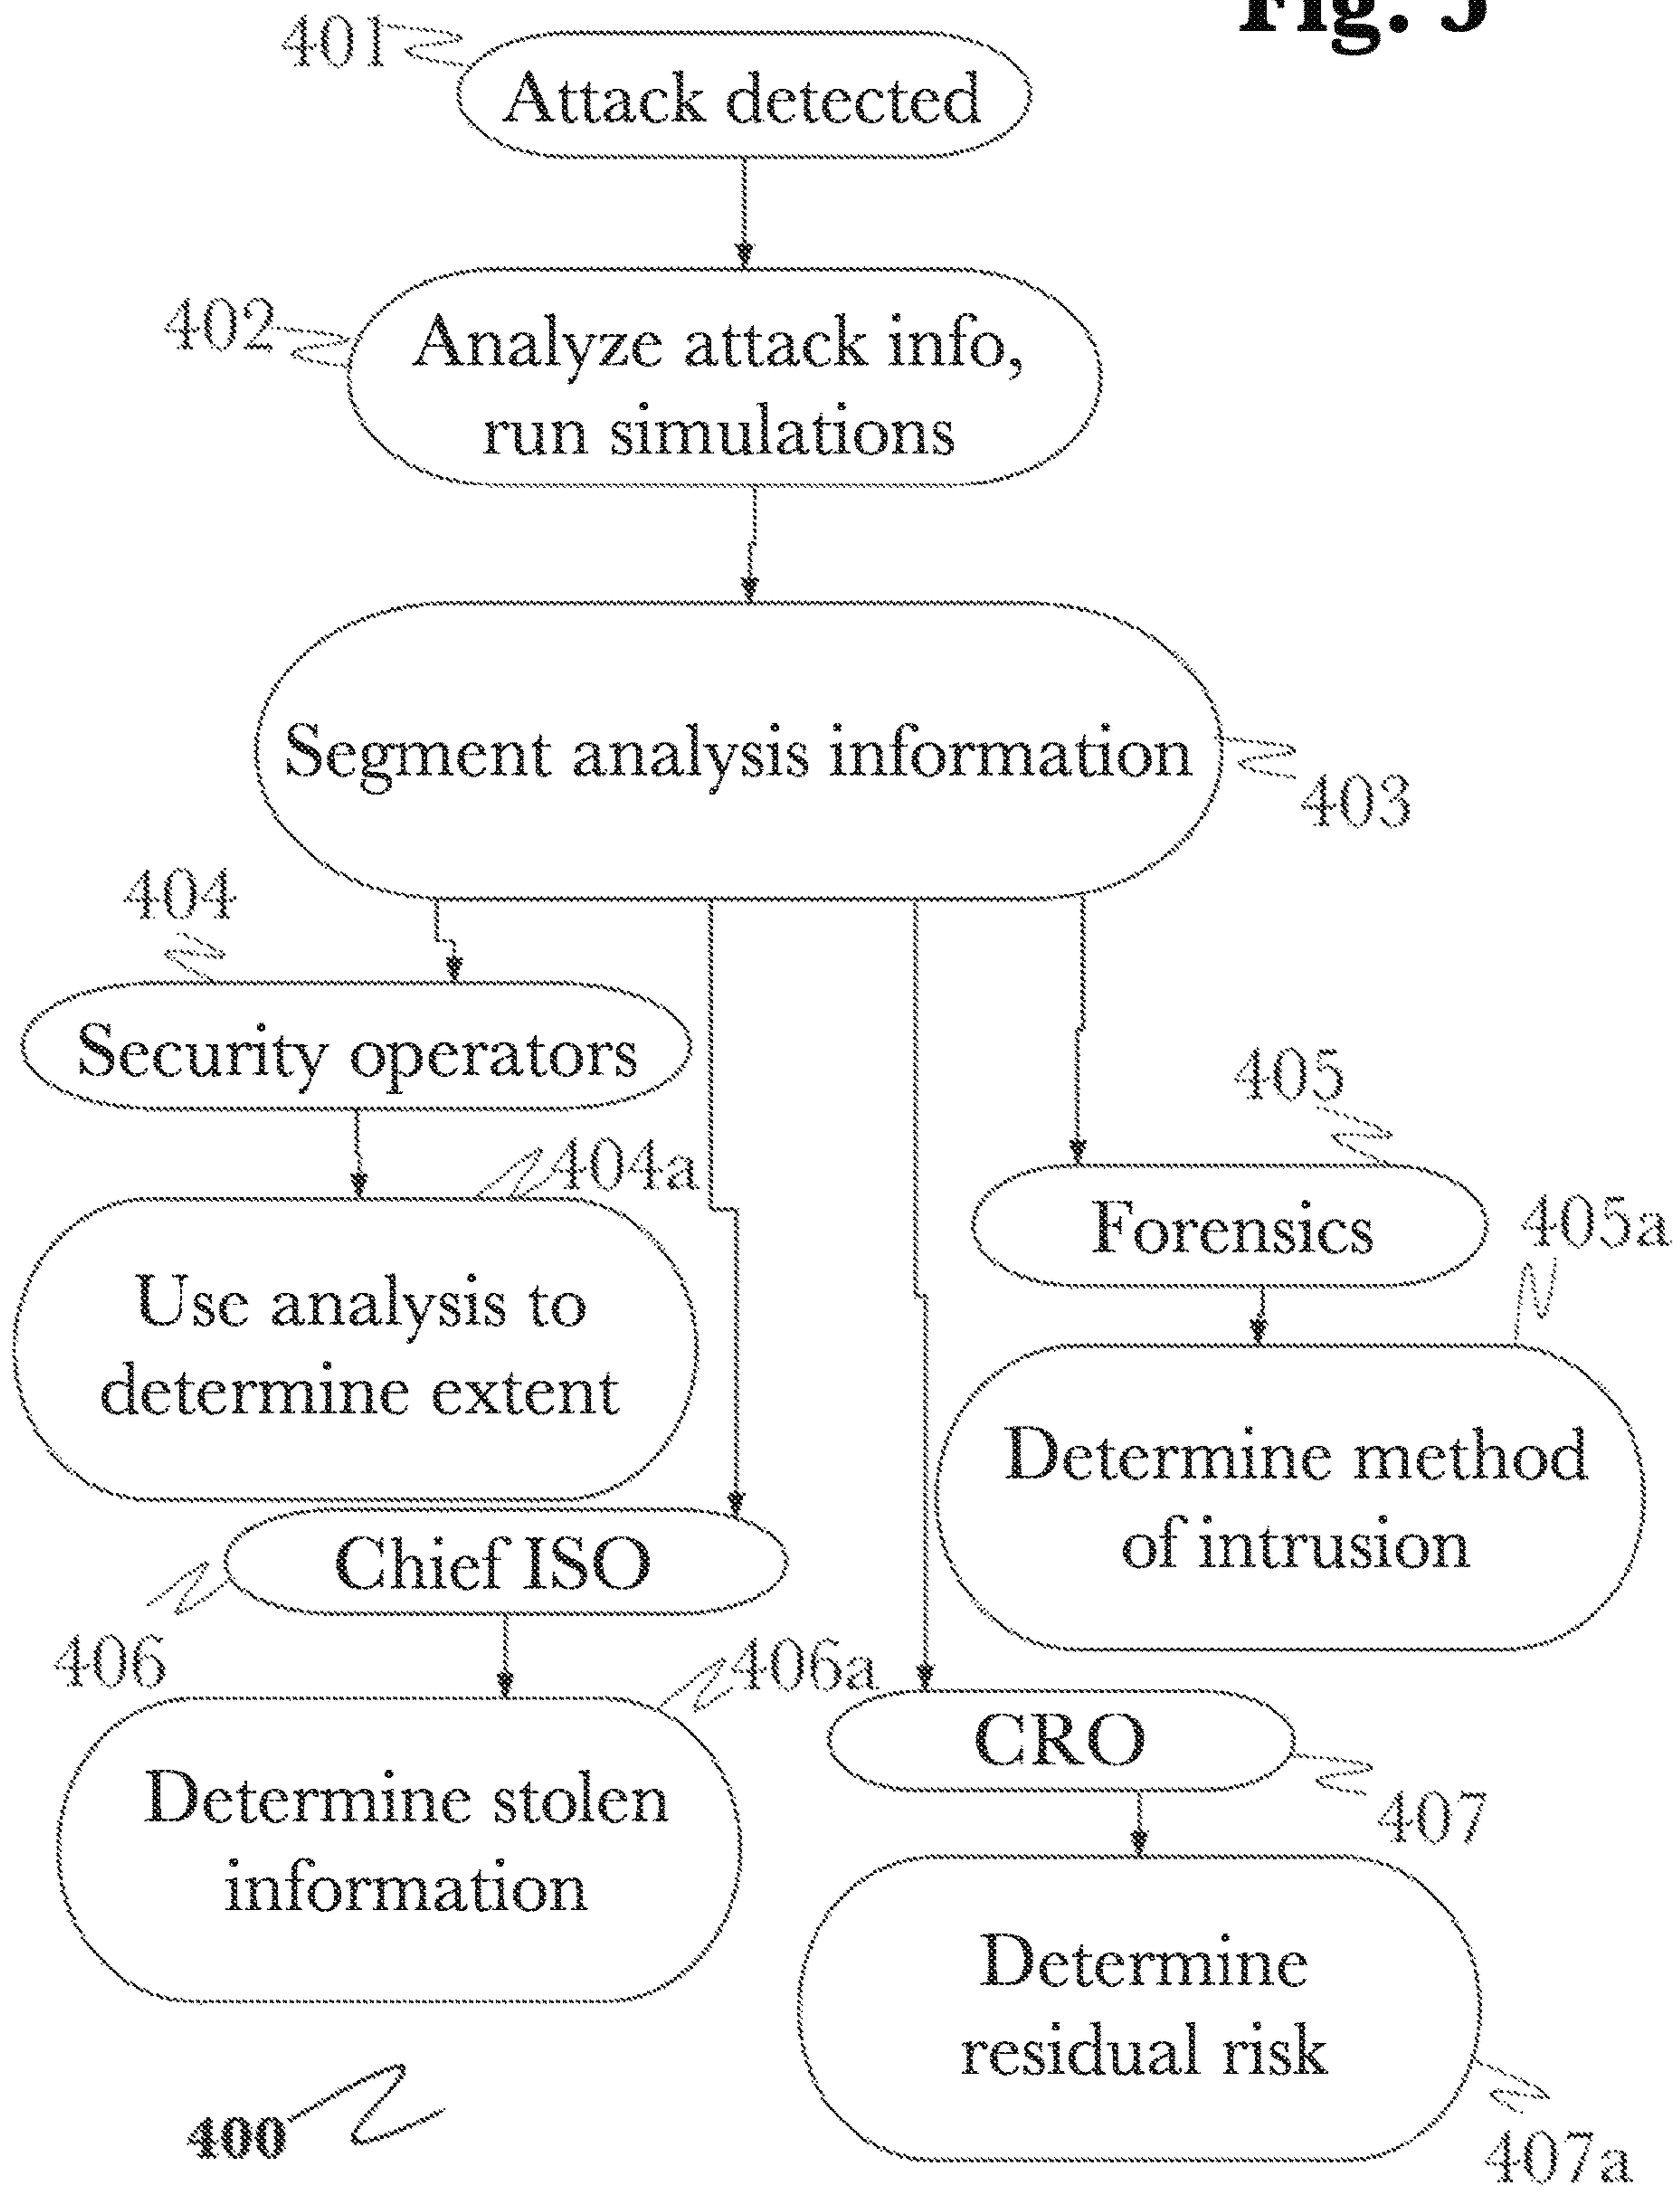 Fig.
401
Attack detected
402
Analyze attack info,
run simulations
Segment analysis information
403
404
Security operators
405
404a
Forensics
405a
Use analysis to
determine extent
Determine method
of intrusion
Chief ISO
406
406a
CRO
407
Determine stolen
information
Determine
residual risk
400
407a